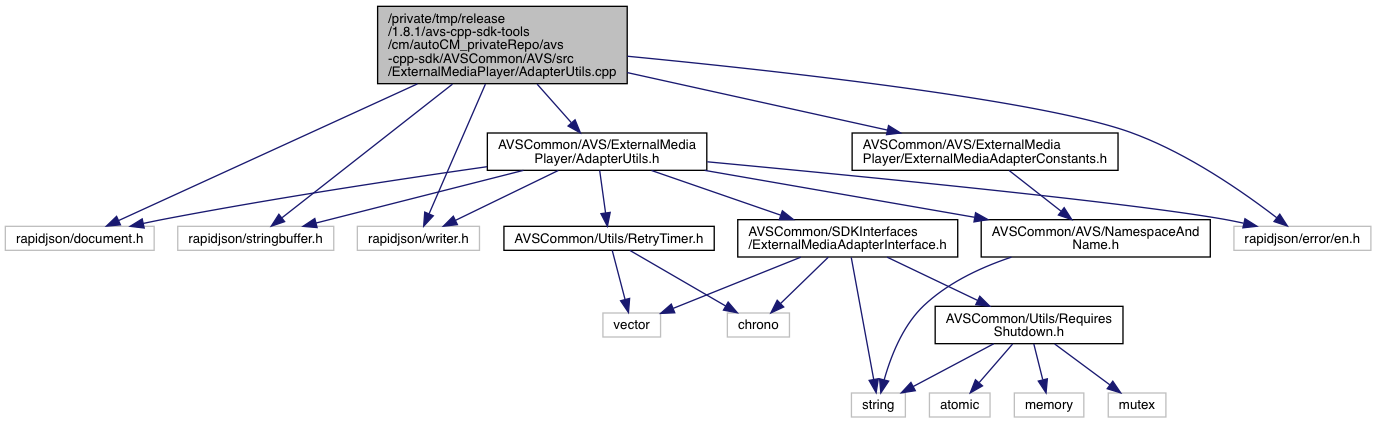 /private/tmp/release
/1.8.1/avs-cpp-sdk-tools
/cm/autoCM_privateRepo/avs
-cpp-sdk/AVSCommon/AVS/src
/ExternalMediaPlayer/AdapterUtils.cpp
AVSCommon/AVS/ExternalMedia
Player/AdapterUtils.h
AVSCommon/AVS/ExternalMedia
Player/ExternalMediaAdapterConstants.h
rapidjson/document.h
rapidjson/stringbuffer.h
rapidjson/writer.h
AVSCommon/Utils/RetryTimer.h
AVSCommon/SDKInterfaces
/ExternalMediaAdapterInterface.h
AVSCommon/AVS/NamespaceAnd
Name.h
rapidjson/error/en.h
vector
chrono
AVSCommon/Utils/Requires
Shutdown.h
string
atomic
memory
mutex